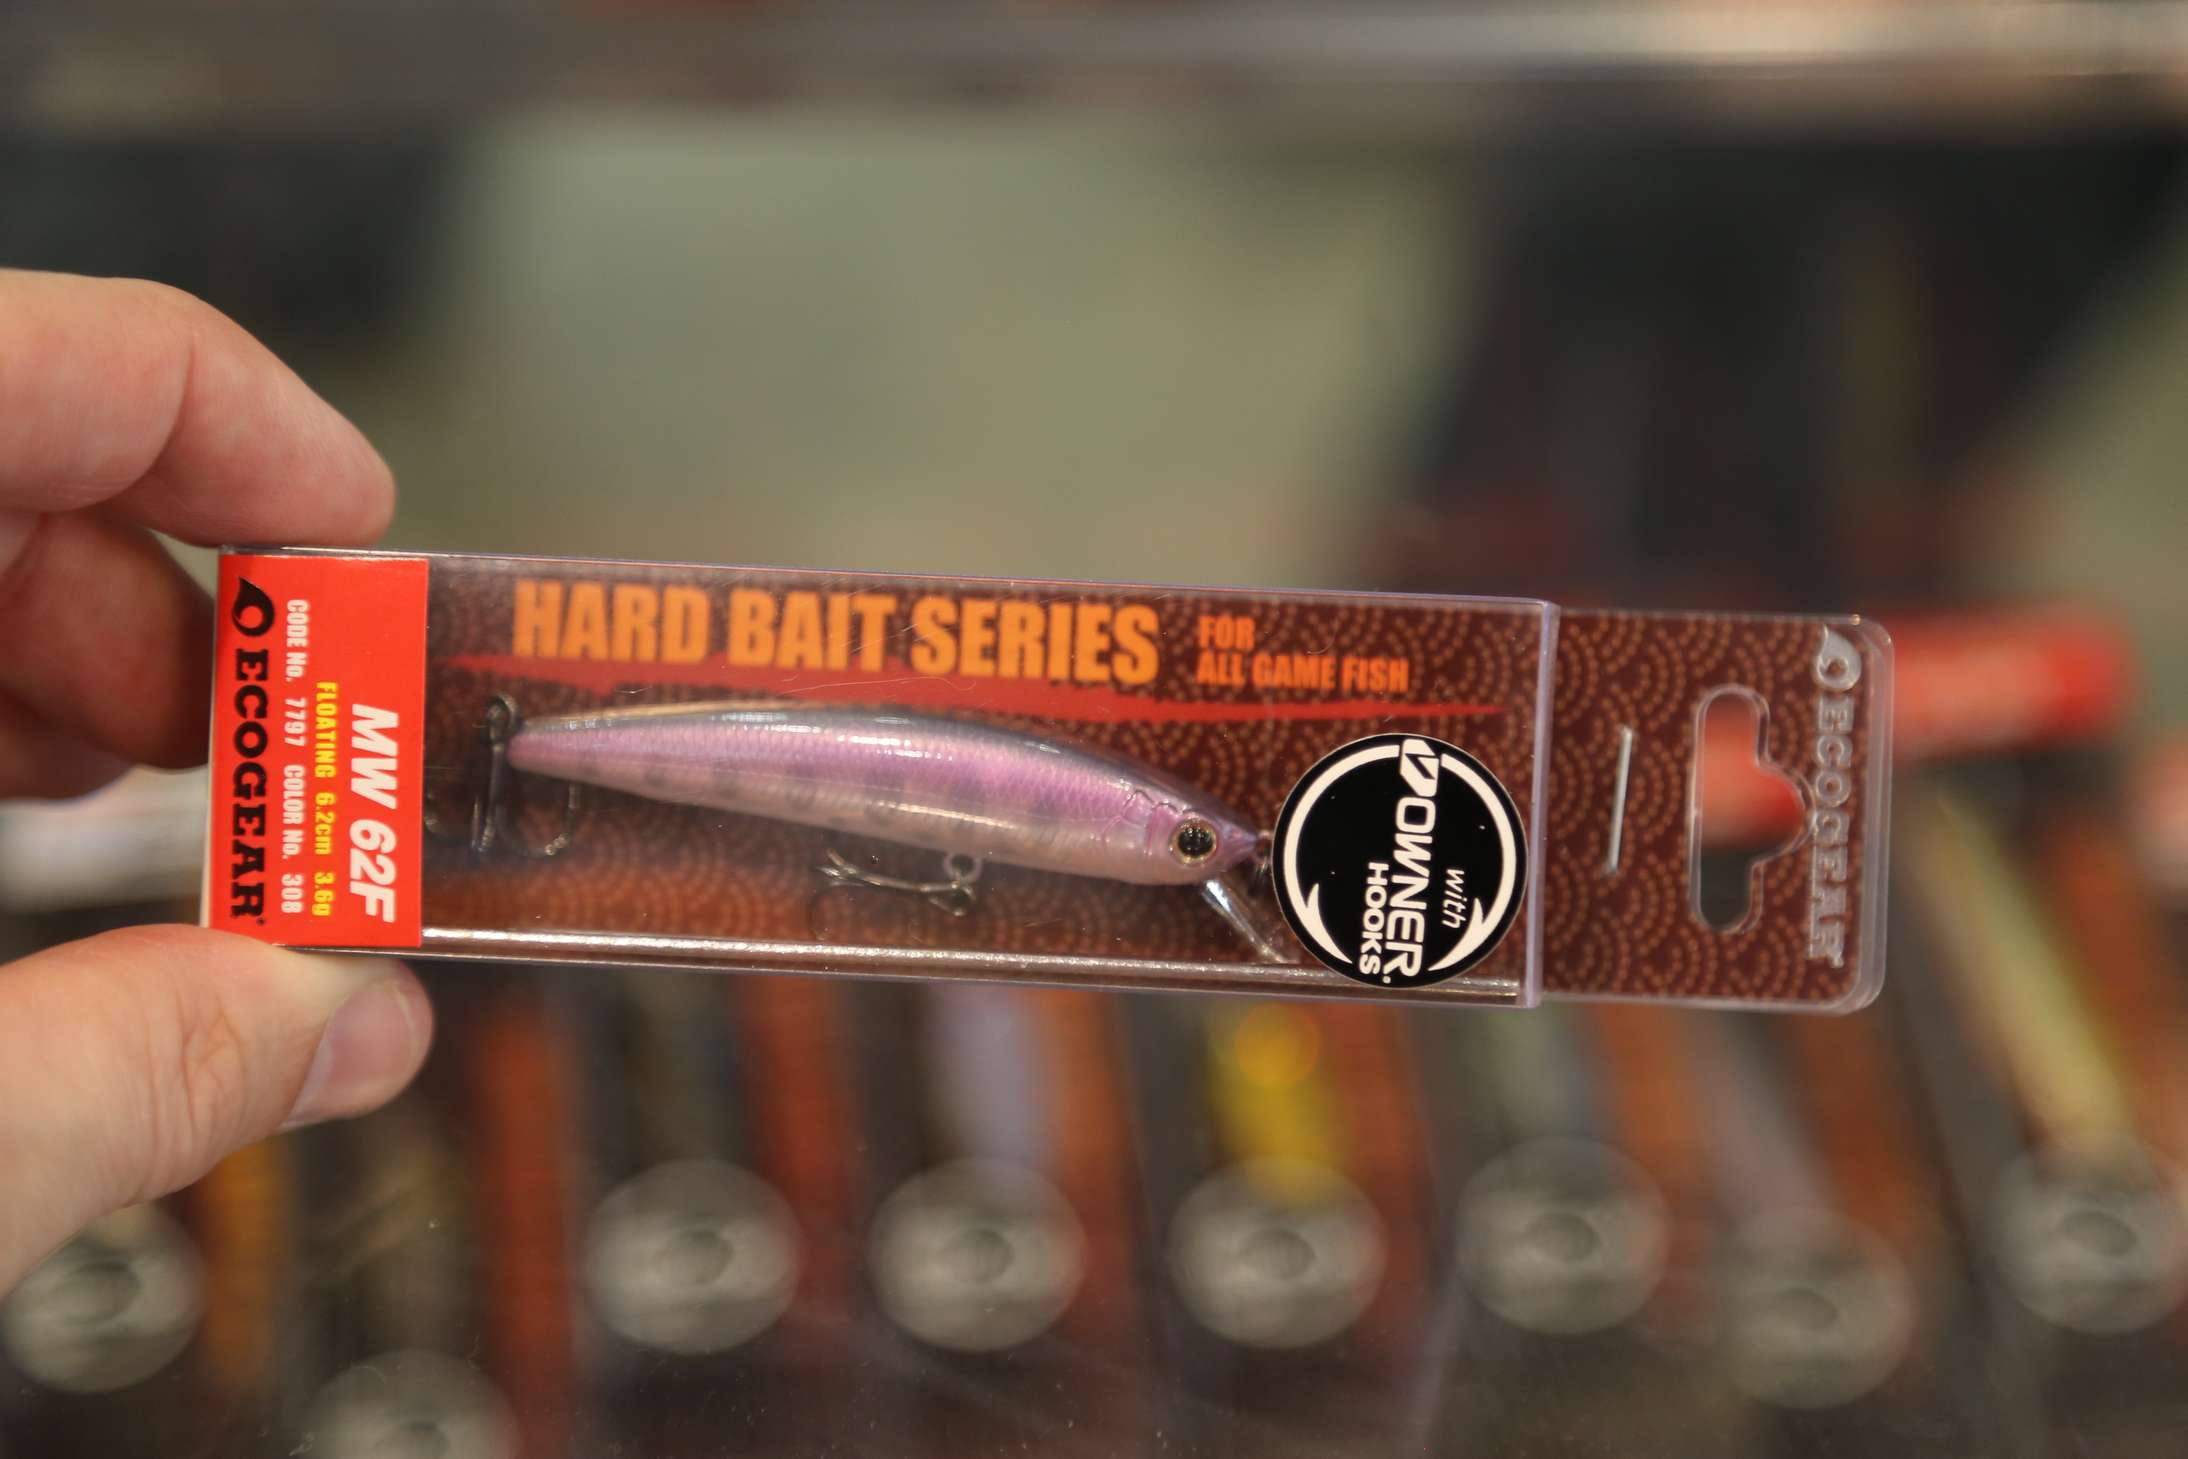 HARD BAIT SERIES
FOR
ALL GAME FISH
MW 62F
FLOATING 6.2cm 3.6g
CODE No. 7797 COLOR No. 308
ECOGEAR®
with
OWNER
HOOKS®
ECOGEAR